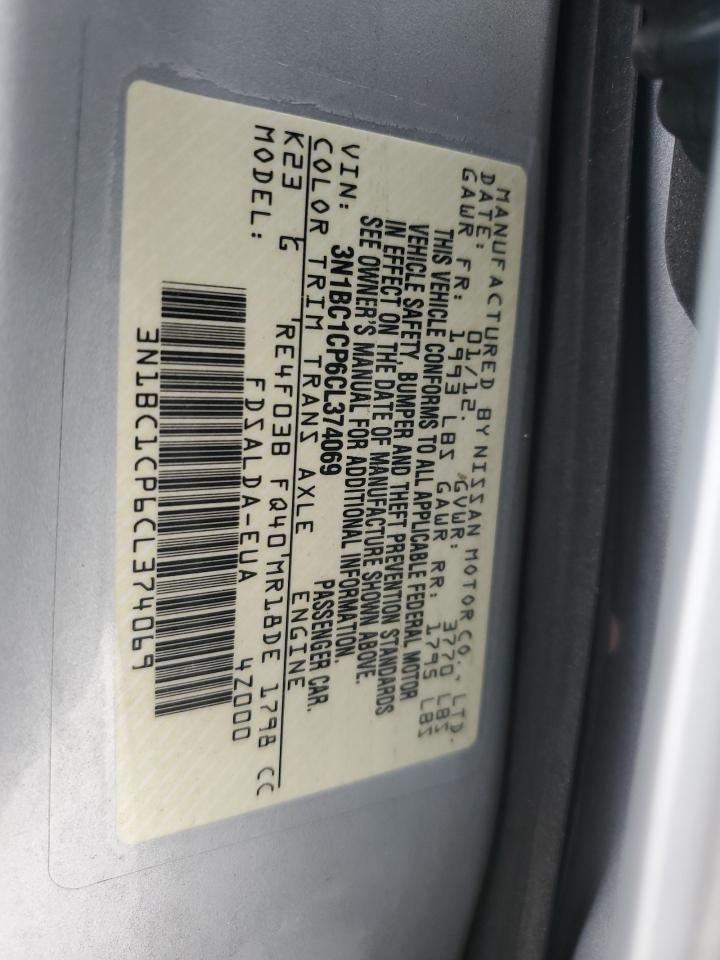 MANUFACTURED BY NISSAN MOTOR CO., LTD.
DATE: 01/12. GVWR: 3770 LBS
GAWR FR: 1993 LBS GAWR RR: 1795 LBS
THIS VEHICLE CONFORMS TO ALL APPLICABLE FEDERAL MOTOR
VEHICLE SAFETY, BUMPER AND THEFT PREVENTION STANDARDS
IN EFFECT ON THE DATE OF MANUFACTURE SHOWN ABOVE.
SEE OWNER'S MANUAL FOR ADDITIONAL INFORMATION.
VIN: 3N1BC1CP6CL374069 PASSENGER CAR.
COLOR TRIM TRANS AXLE ENGINE
K23 G RE4F03B FQ40 MR18DE 1798 CC
MODEL: FDSALDA-EUA 4Z000
3N1BC1CP6CL374069